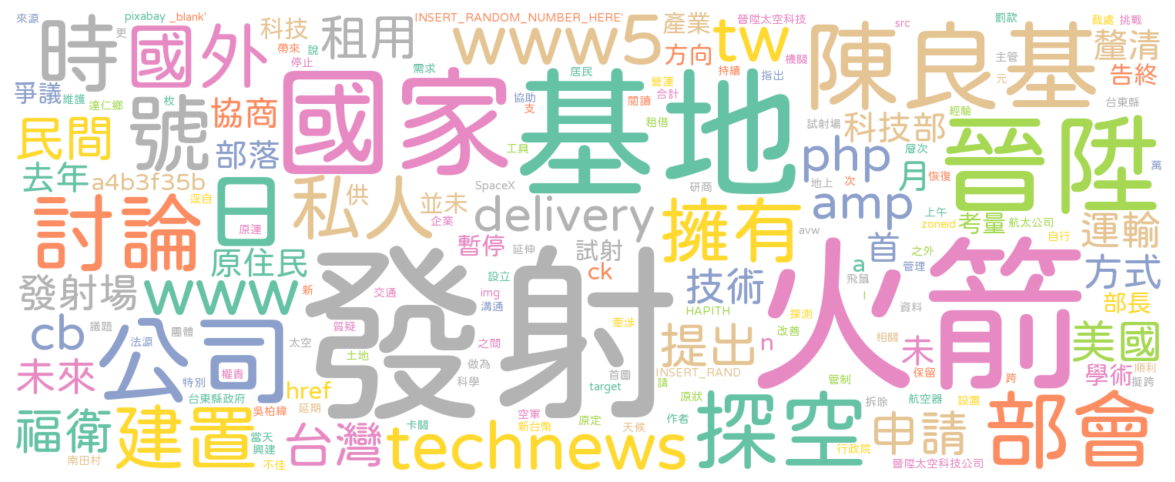 來源
pixabay
_blank'
INSERT_RANDOM_NUMBER_HERE'
產業
晉陞太空科技
src
罰款
裁處
挑戰
時
國外
科技
更
帶來
說
停止
租用
www5
tw
方向
機關
陳良基
主管
元
釐清
告終
爭議
維護
達仁鄉
枚
需求
居民
營運
持續
指出
合計
協助
支
閱讀
租借
台東縣
經驗
民間
號
協商
國家
基地
工具
試射場
科技部
晉陞
部落
去年
a4b3f35b
逕自
供
私人
並未
企業
SpaceX
研商
php
地上
次
層次
恢復
月
萬
討論
日
原運
delivery
擁有
amp
avw
首
上午
zoneid
考量
航太公司
之外
自行
運輸
原住民
暫停
延伸
試射
ck
技術
a
管理
飛鼠
方式
發射場
www
新
交通
設立
img
溝通
HAPITH
l
探測
資料
部長
cb
議題
團體
公司
法源
權責
太空
質疑
土地
發射
之間
做為
科學
牽涉
首圖
target
提出
改善
n
火箭
相關
未
保留
跨
美國
順利
挺跨
學術
未來
特別
台東縣政府
吳柏緯
href
延期
INSERT_RAND
請
管制
拆除
航空器
設置
福衛
建置
當天
興建
不佳
南田村
台灣
卡關
technews
空軍
新台幣
原定
天候
原狀
作者
探空
行政院
申請
晉陞太空科技公司
部會